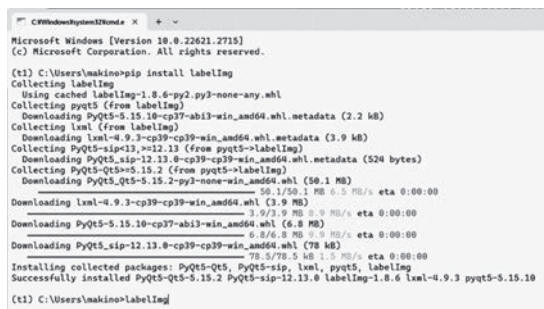 C:¥Windows¥system32¥cmd.e
Microsoft Windows [Version 10.0.22621.2715]
(c) Microsoft Corporation. All rights reserved.
(t1) C:\Users\makino>pip install labelImg
Collecting labelImg
Using cached labelImg-1.8.6-py2.py3-none-any.whl
Collecting pyqt5 (from labelImg)
Downloading PyQt5-5.15.10-cp37-abi3-win_amd64.whl.metadata (2.2 kB)
Collecting lxml (from labelImg)
Downloading lxml-4.9.3-cp39-cp39-win_amd64.whl.metadata (3.9 kB)
Collecting PyQt5-sip<13,>=12.13 (from pyqt5->labelImg)
Downloading PyQt5_sip-12.13.0-cp39-cp39-win_amd64.whl.metadata (524 bytes)
Collecting PyQt5-Qt5>=5.15.2 (from pyqt5->labelImg)
Downloading PyQt5_Qt5-5.15.2-py3-none-win_amd64.whl (50.1 MB)
50.1/50.1 MB 6.5 MB/s eta 0:00:00
Downloading lxml-4.9.3-cp39-cp39-win_amd64.whl (3.9 MB)
3.9/3.9 MB 8.9 MB/s eta 0:00:00
Downloading PyQt5-5.15.10-cp37-abi3-win_amd64.whl (6.8 MB)
6.8/6.8 MB 9.9 MB/s eta 0:00:00
Downloading PyQt5_sip-12.13.0-cp39-cp39-win_amd64.whl (78 kB)
78.5/78.5 kB 1.5 MB/s eta 0:00:00
Installing collected packages: PyQt5-Qt5, PyQt5-sip, lxml, pyqt5, labelImg
Successfully installed PyQt5-Qt5-5.15.2 PyQt5-sip-12.13.0 labelImg-1.8.6 lxml-4.9.3 pyqt5-5.15.10
(t1) C:\Users\makino>labelImg